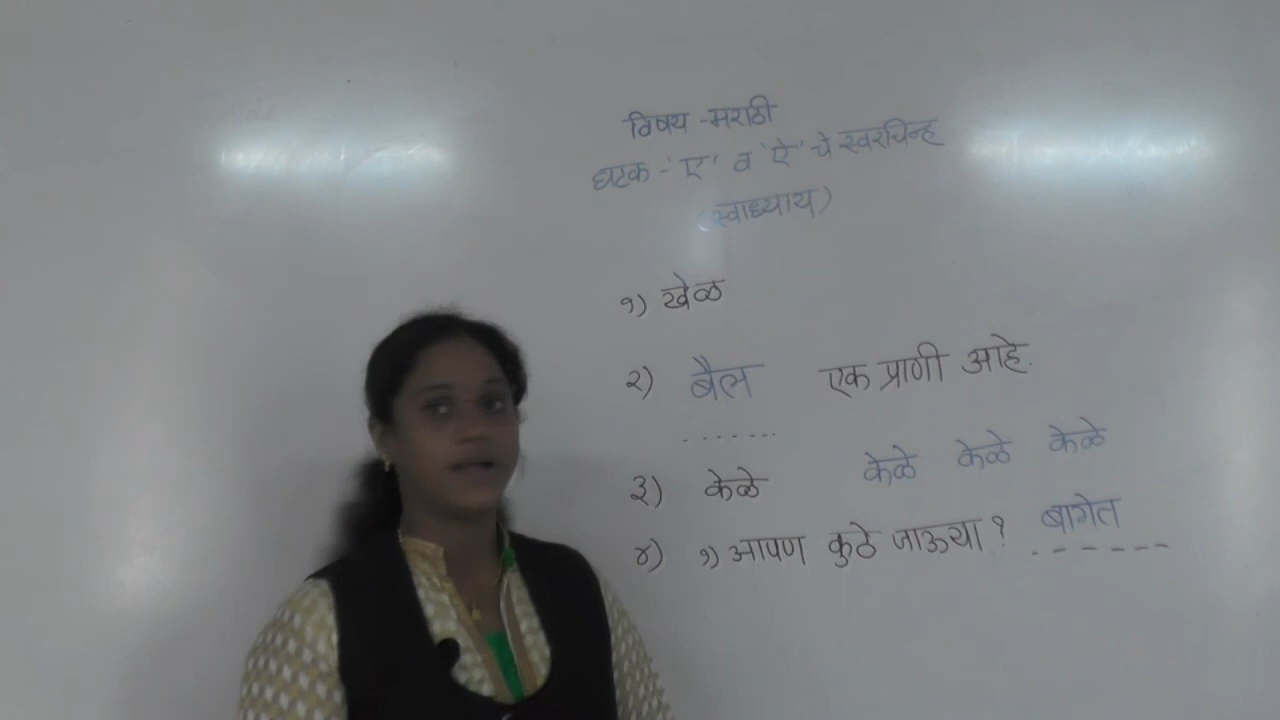 विषय - मराठी
घटक - 'ए' व 'ऐ' चे स्वरचिन्ह
(स्वाध्याय)
१) खेळ
२) बैल एक प्राणी आहे.
.......
३) केळे केळे केळे केळे
४) १) आपण कुठे जाऊया? बागेत
-------